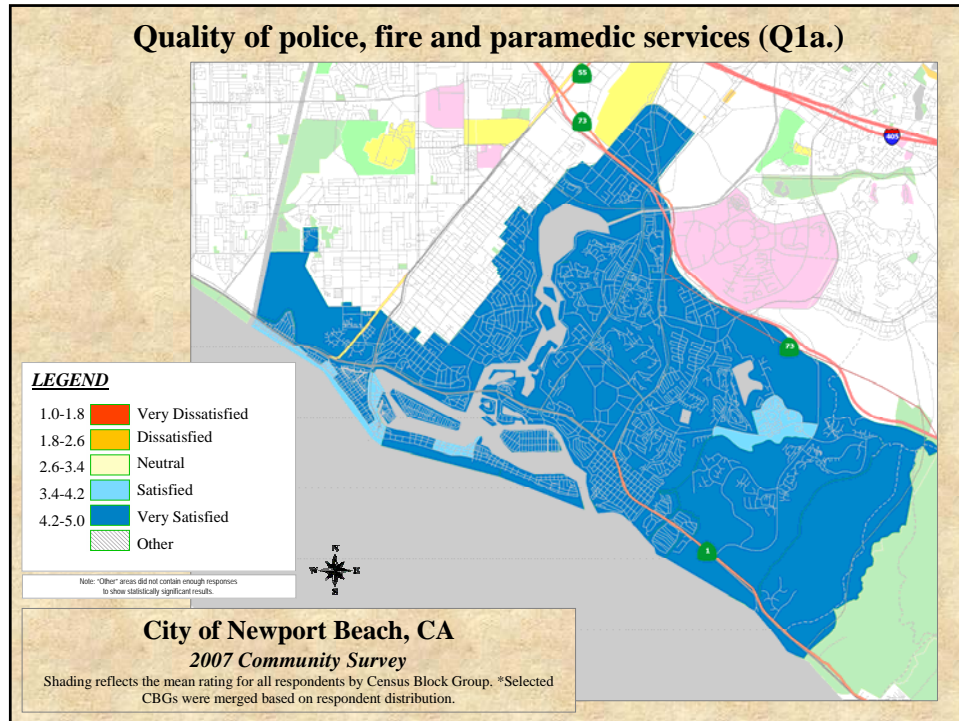 Quality of police, fire and paramedic services (Q1a.)
55
73
405
73
1
LEGEND
1.0-1.8 Very Dissatisfied
1.8-2.6 Dissatisfied
2.6-3.4 Neutral
3.4-4.2 Satisfied
4.2-5.0 Very Satisfied
Other
Note: "Other" areas did not contain enough responses
to show statistically significant results.
N
W E
S
City of Newport Beach, CA
2007 Community Survey
Shading reflects the mean rating for all respondents by Census Block Group. *Selected
CBGs were merged based on respondent distribution.